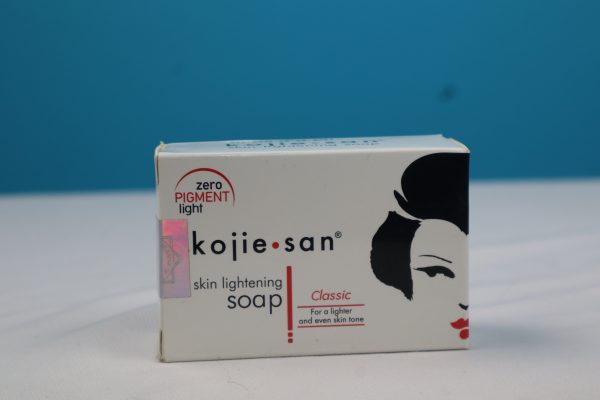 zero
PIGMENT
light
kojie•san®
skin lightening
soap
Classic
For a lighter
and even skin tone